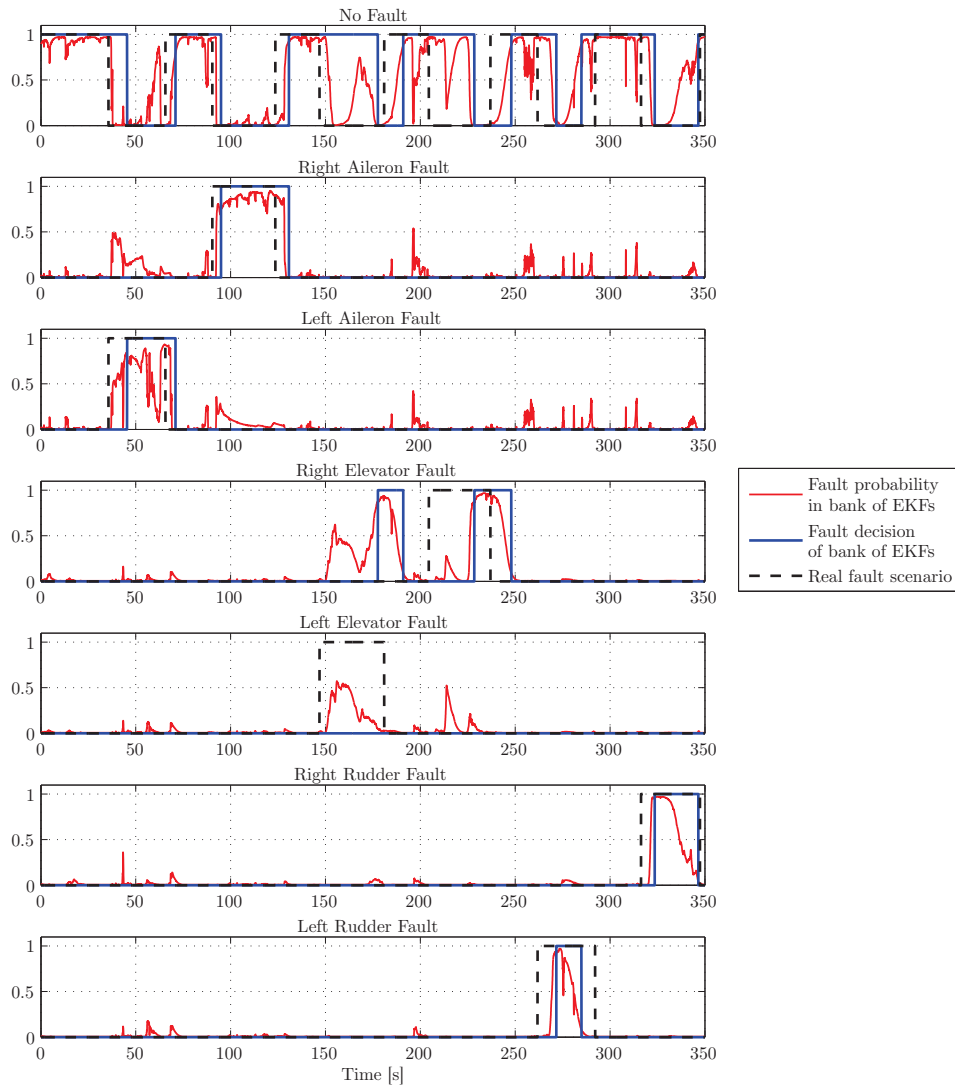 No Fault
1
0.5
0
0 50 100 150 200 250 300 350
Right Aileron Fault
1
0.5
0
0 50 100 150 200 250 300 350
Left Aileron Fault
1
0.5
0
0 50 100 150 200 250 300 350
Right Elevator Fault
1
0.5
0
0 50 100 150 200 250 300 350
Fault probability
in bank of EKFs
Fault decision
of bank of EKFs
Real fault scenario
Left Elevator Fault
1
0.5
0
0 50 100 150 200 250 300 350
Right Rudder Fault
1
0.5
0
0 50 100 150 200 250 300 350
Left Rudder Fault
1
0.5
0
0 50 100 150 200 250 300 350
Time [s]